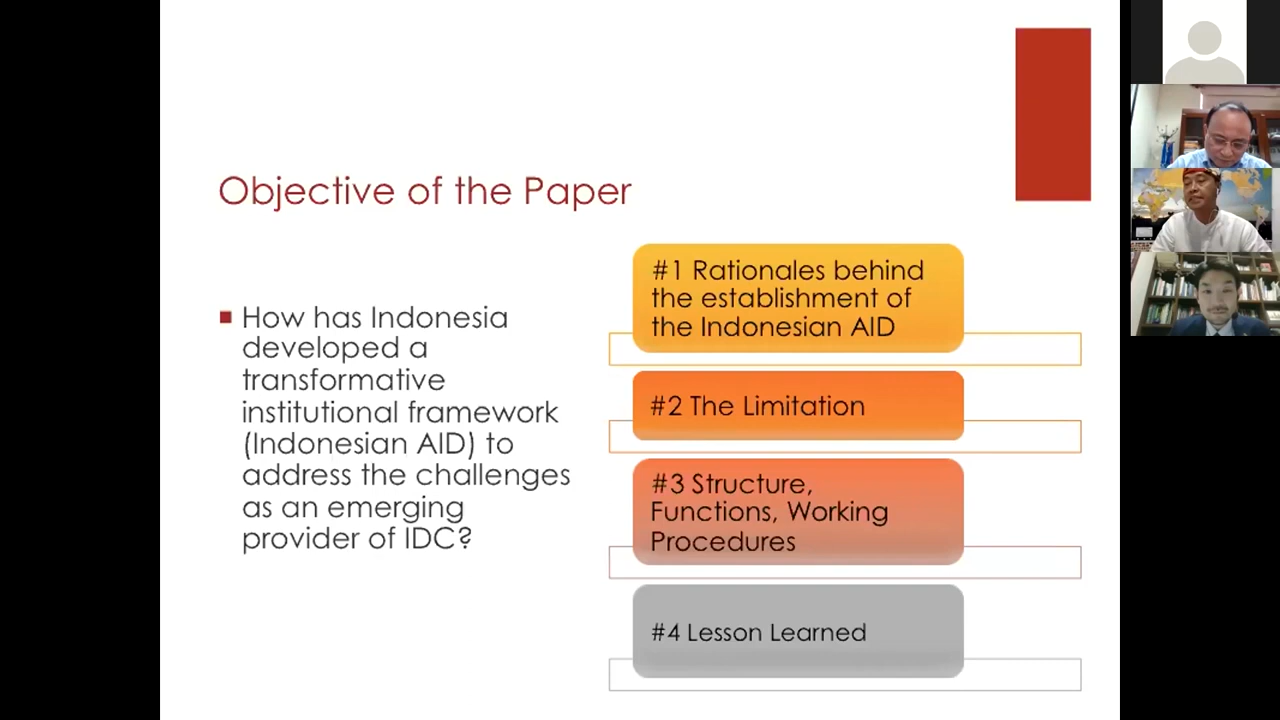 Objective of the Paper
How has Indonesia
developed a
transformative
institutional framework
(Indonesian AID) to
address the challenges
as an emerging
provider of IDC?
#1 Rationales behind
the establishment of
the Indonesian AID
#2 The Limitation
#3 Structure,
Functions, Working
Procedures
#4 Lesson Learned